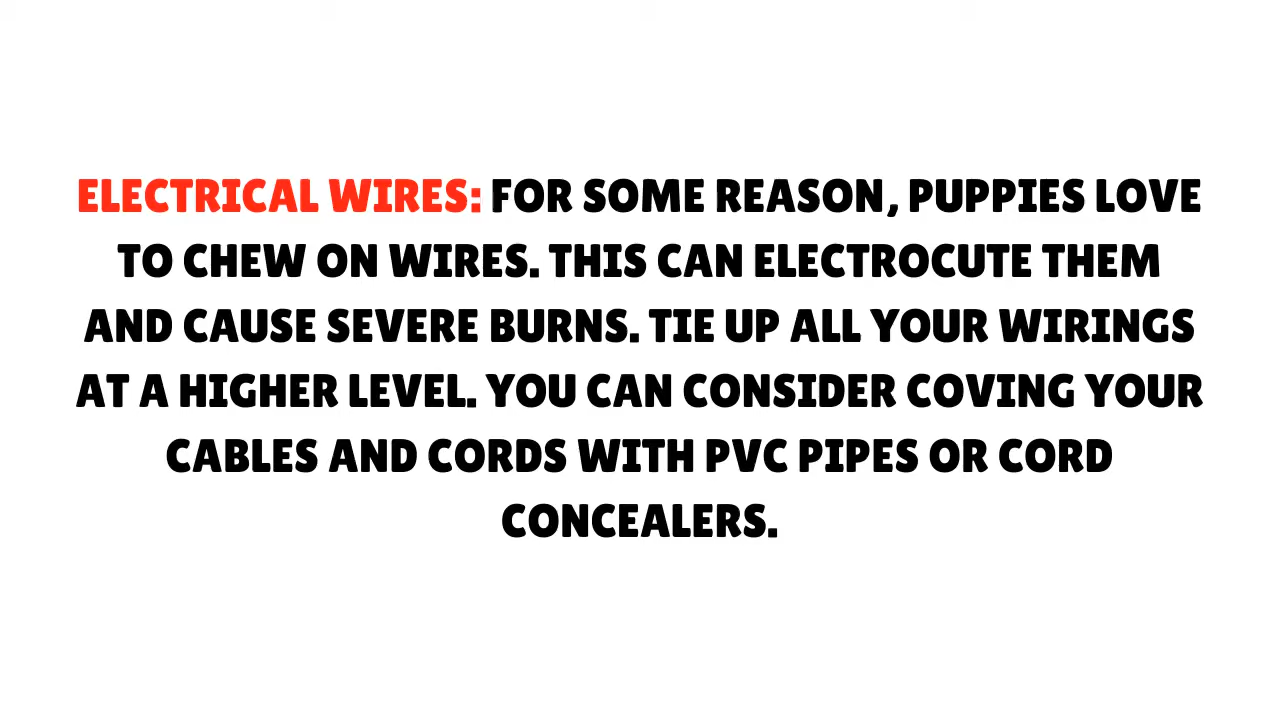 ELECTRICAL WIRES: FOR SOME REASON, PUPPIES LOVE
TO CHEW ON WIRES. THIS CAN ELECTROCUTE THEM
AND CAUSE SEVERE BURNS. TIE UP ALL YOUR WIRINGS
AT A HIGHER LEVEL. YOU CAN CONSIDER COVING YOUR
CABLES AND CORDS WITH PVC PIPES OR CORD
CONCEALERS.